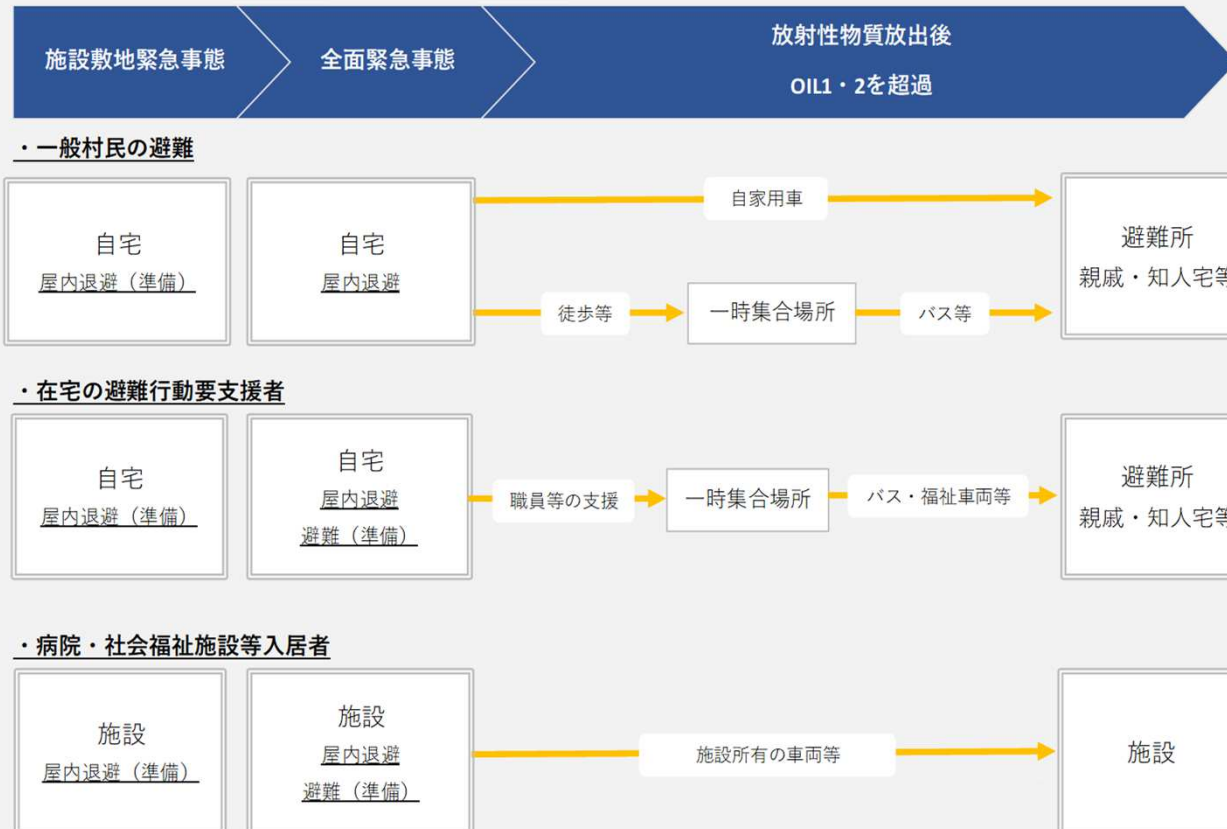 施設敷地緊急事態
全面緊急事態
放射性物質放出後
OIL1・2を超過
・一般村民の避難
自宅
屋内退避（準備）
自宅
屋内退避
自家用車
徒歩等
一時集合場所
バス等
避難所
親戚・知人宅等
・在宅の避難行動要支援者
自宅
屋内退避（準備）
自宅
屋内退避
避難（準備）
職員等の支援
一時集合場所
バス・福祉車両等
避難所
親戚・知人宅等
・病院・社会福祉施設等入居者
施設
屋内退避（準備）
施設
屋内退避
避難（準備）
施設所有の車両等
施設